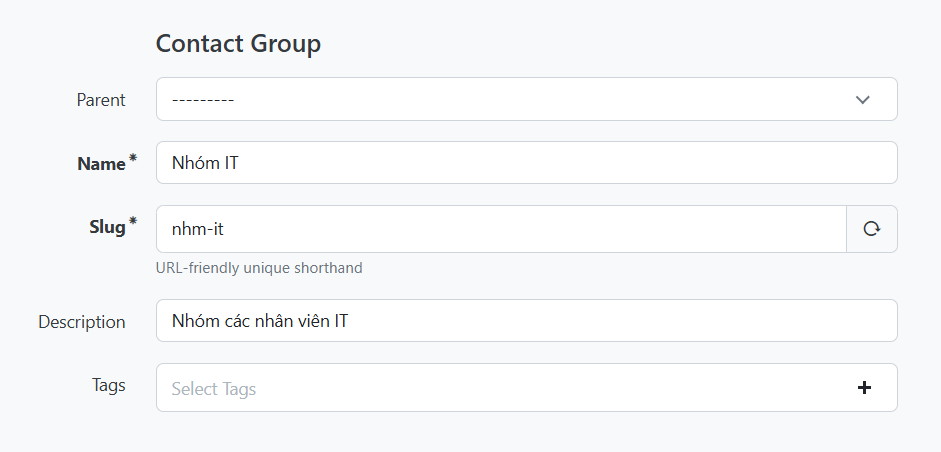 Contact Group
Parent
---------
Name*
Nhóm IT
Slug*
nhm-it
URL-friendly unique shorthand
Description
Nhóm các nhân viên IT
Tags
Select Tags